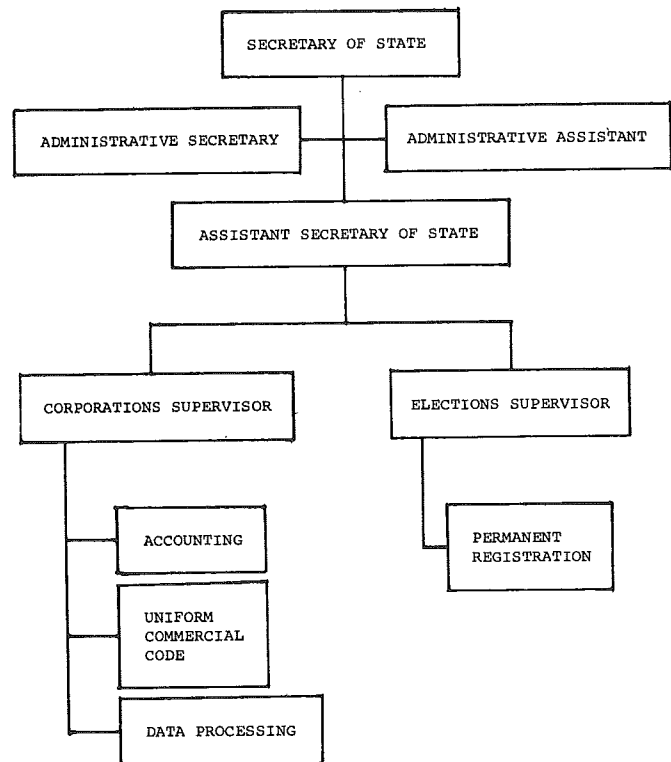 SECRETARY OF STATE
ADMINISTRATIVE SECRETARY
ADMINISTRATIVE ASSISTANT
ASSISTANT SECRETARY OF STATE
CORPORATIONS SUPERVISOR
ELECTIONS SUPERVISOR
ACCOUNTING
PERMANENT
REGISTRATION
UNIFORM
COMMERCIAL
CODE
DATA PROCESSING